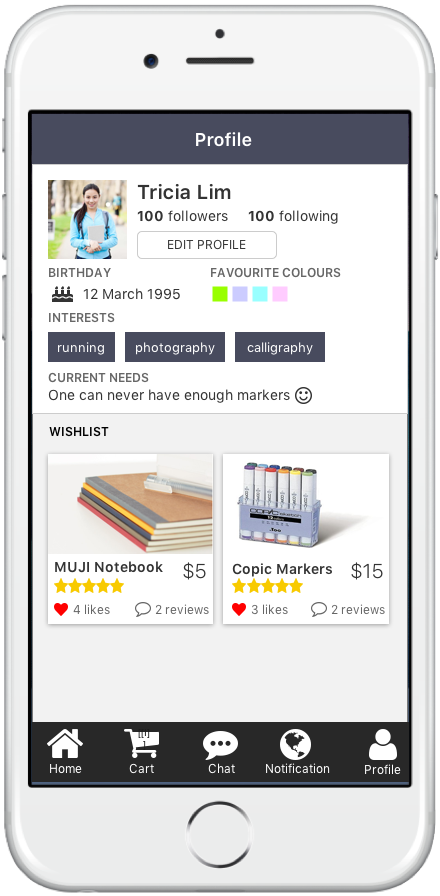 Profile
Tricia Lim
100 followers 100 following
EDIT PROFILE
BIRTHDAY FAVOURITE COLOURS
12 March 1995
INTERESTS
running photography calligraphy
CURRENT NEEDS
One can never have enough markers
WISHLIST
COPIC
MUJI Notebook $5
4 likes 2 reviews
Copic Markers $15
3 likes 2 reviews
Home Cart Chat Notification Profile